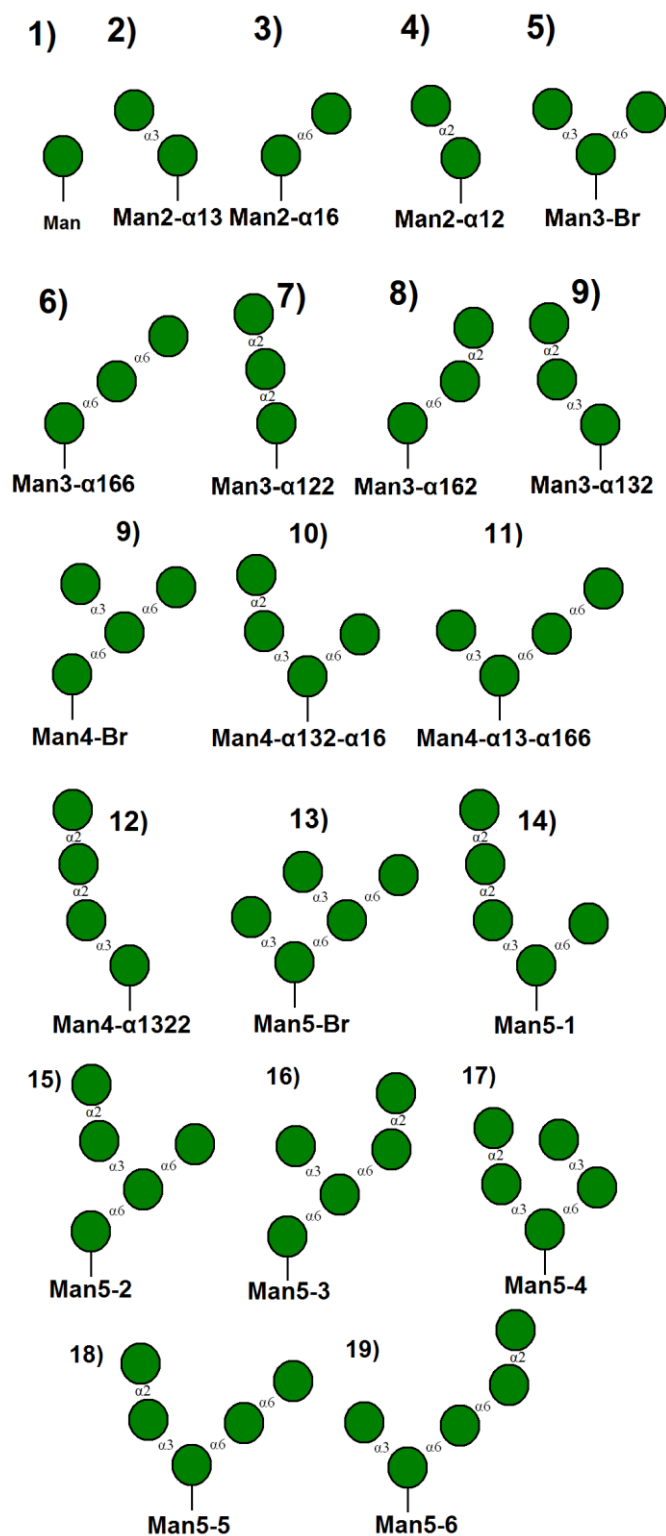 1) 2) 3) 4) 5)
α3 α6 α2 α3 α6
Man Man2-α13 Man2-α16 Man2-α12 Man3-Br
6) 7) 8) 9)
α6 α2 α2 α2
α6 α2 α6 α3
Man3-α166 Man3-α122 Man3-α162 Man3-α132
9) 10) 11)
α3 α6 α2 α6
α6 α3 α6 α3 α6
Man4-Br Man4-α132-α16 Man4-α13-α166
12) 13) 14)
α2 α3 α6 α2
α2 α3 α6 α2
α3 α3 α6
Man4-α1322 Man5-Br Man5-1
15) 16) 17)
α2 α2 α2 α3
α3 α6 α3 α6 α3 α6
α6 α6
Man5-2 Man5-3 Man5-4
18) 19)
α2 α6 α2
α3 α6 α6
α3 α6
Man5-5 Man5-6